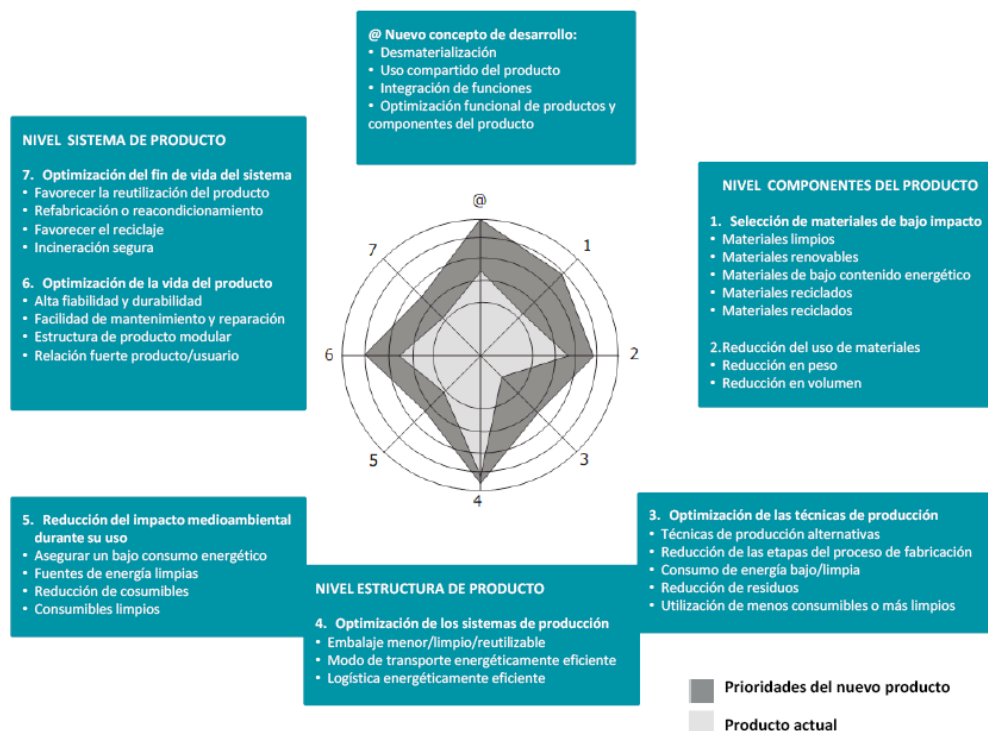 @ Nuevo concepto de desarrollo:
• Desmaterialización
• Uso compartido del producto
• Integración de funciones
• Optimización funcional de productos y
componentes del producto
NIVEL SISTEMA DE PRODUCTO
7. Optimización del fin de vida del sistema
• Favorecer la reutilización del producto
• Refabricación o reacondicionamiento
• Favorecer el reciclaje
• Incineración segura
6. Optimización de la vida del producto
• Alta fiabilidad y durabilidad
• Facilidad de mantenimiento y reparación
• Estructura de producto modular
• Relación fuerte producto/usuario
NIVEL COMPONENTES DEL PRODUCTO
1. Selección de materiales de bajo impacto
• Materiales limpios
• Materiales renovables
• Materiales de bajo contenido energético
• Materiales reciclados
• Materiales reciclados
2.Reducción del uso de materiales
• Reducción en peso
• Reducción en volumen
@
1
2
3
4
5
6
7
5. Reducción del impacto medioambiental
durante su uso
• Asegurar un bajo consumo energético
• Fuentes de energía limpias
• Reducción de cosumibles
• Consumibles limpios
NIVEL ESTRUCTURA DE PRODUCTO
4. Optimización de los sistemas de producción
• Embalaje menor/limpio/reutilizable
• Modo de transporte energéticamente eficiente
• Logística energéticamente eficiente
3. Optimización de las técnicas de producción
• Técnicas de producción alternativas
• Reducción de las etapas del proceso de fabricación
• Consumo de energía bajo/limpia
• Reducción de residuos
• Utilización de menos consumibles o más limpios
Prioridades del nuevo producto
Producto actual